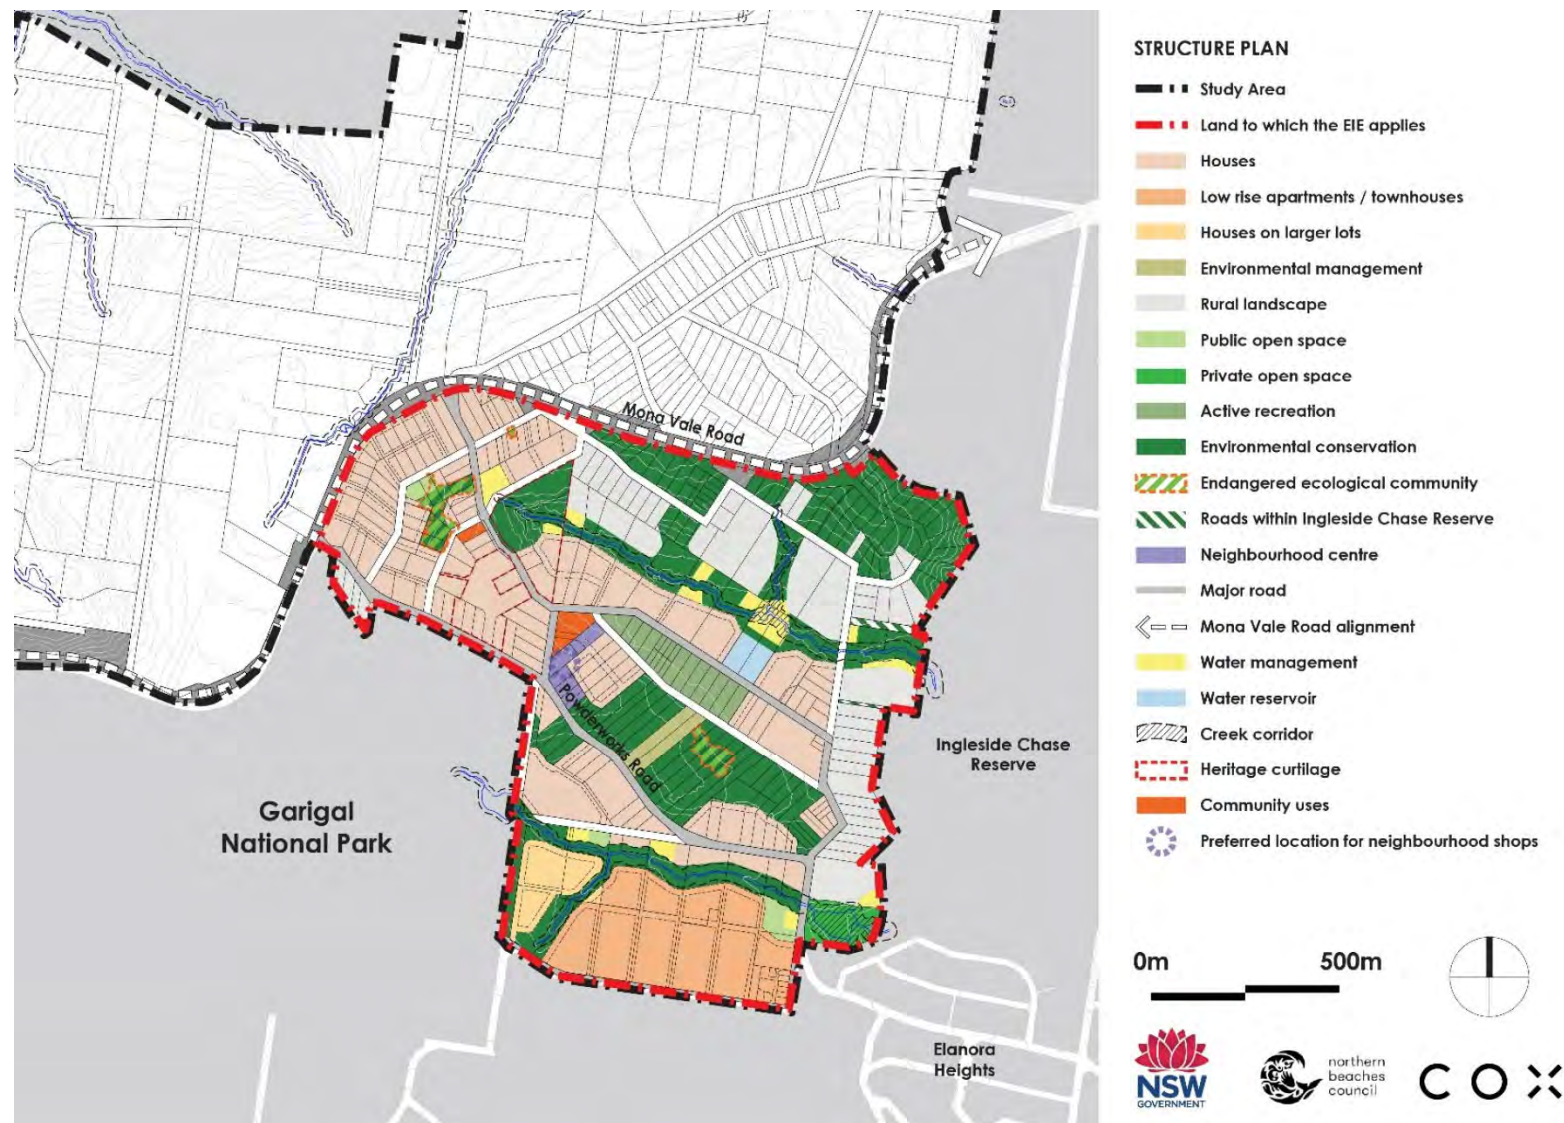 Mona Vale Road
Powderworks Road
Ingleside Chase
Reserve
Garigal
National Park
Elanora
Heights
STRUCTURE PLAN
Study Area
Land to which the EIE applies
Houses
Low rise apartments / townhouses
Houses on larger lots
Environmental management
Rural landscape
Public open space
Private open space
Active recreation
Environmental conservation
Endangered ecological community
Roads within Ingleside Chase Reserve
Neighbourhood centre
Major road
Mona Vale Road alignment
Water management
Water reservoir
Creek corridor
Heritage curtilage
Community uses
Preferred location for neighbourhood shops
0m 500m
NSW
GOVERNMENT
northern
beaches
council
COX